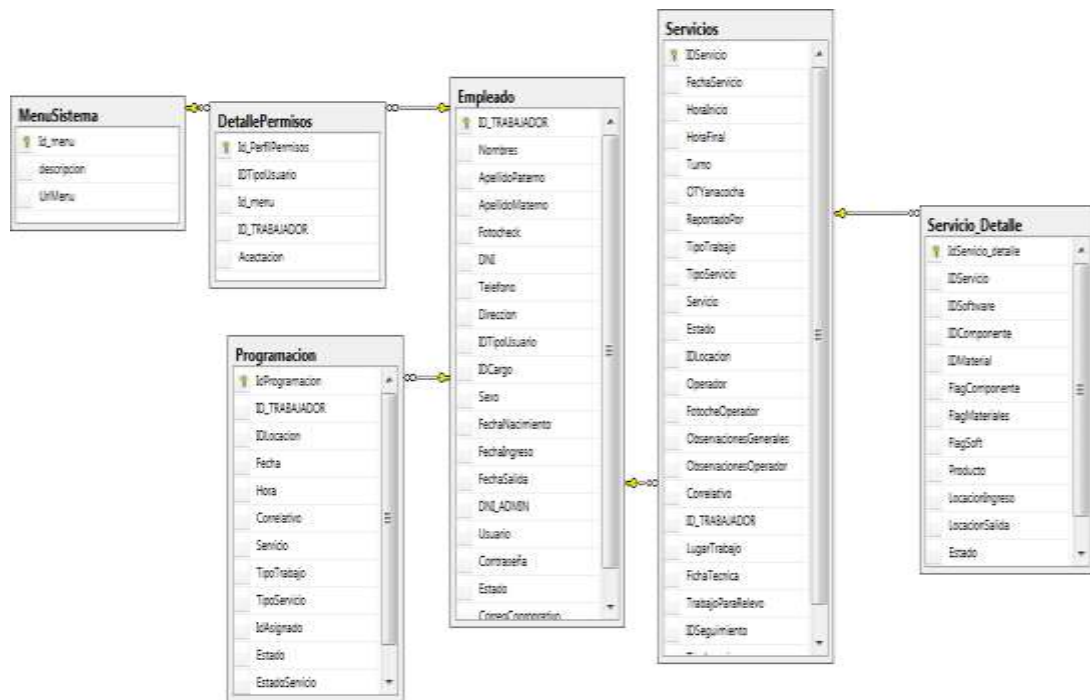 MenuSistema
Id_menu
descripcion
UrlMenu
DetallePermisos
Id_PerfilPermisos
IDTipoUsuario
Id_menu
ID_TRABAJADOR
Acectacion
Programacion
IdProgramacion
ID_TRABAJADOR
IDLocacion
Fecha
Hora
Correlativo
Servicio
TipoTrabajo
TipoServicio
IdAsignado
Estado
EstadoServicio
Empleado
ID_TRABAJADOR
Nombres
ApellidoPaterno
ApellidoMaterno
Fotocheck
DNI
Telefono
Direccion
IDTipoUsuario
IDCargo
Sexo
FechaNacimiento
FechaIngreso
FechaSalida
DNI_ADMIN
Usuario
Contraseña
Estado
CorreoCoorporativo
Servicios
IDServicio
FechaServicio
HoraInicio
HoraFinal
Turno
OTYanacocha
ReportadoPor
TipoTrabajo
TipoServicio
Servicio
Estado
IDLocacion
Operador
FotocheOperador
ObservacionesGenerales
ObservacionesOperador
Correlativo
ID_TRABAJADOR
LugarTrabajo
FichaTecnica
TrabajoParaRelevo
IDSeguimiento
Servicio_Detalle
IdServicio_detalle
IDServicio
IDSoftware
IDComponente
IDMaterial
FlagComponente
FlagMateriales
FlagSoft
Producto
LocacionIngreso
LocacionSalida
Estado